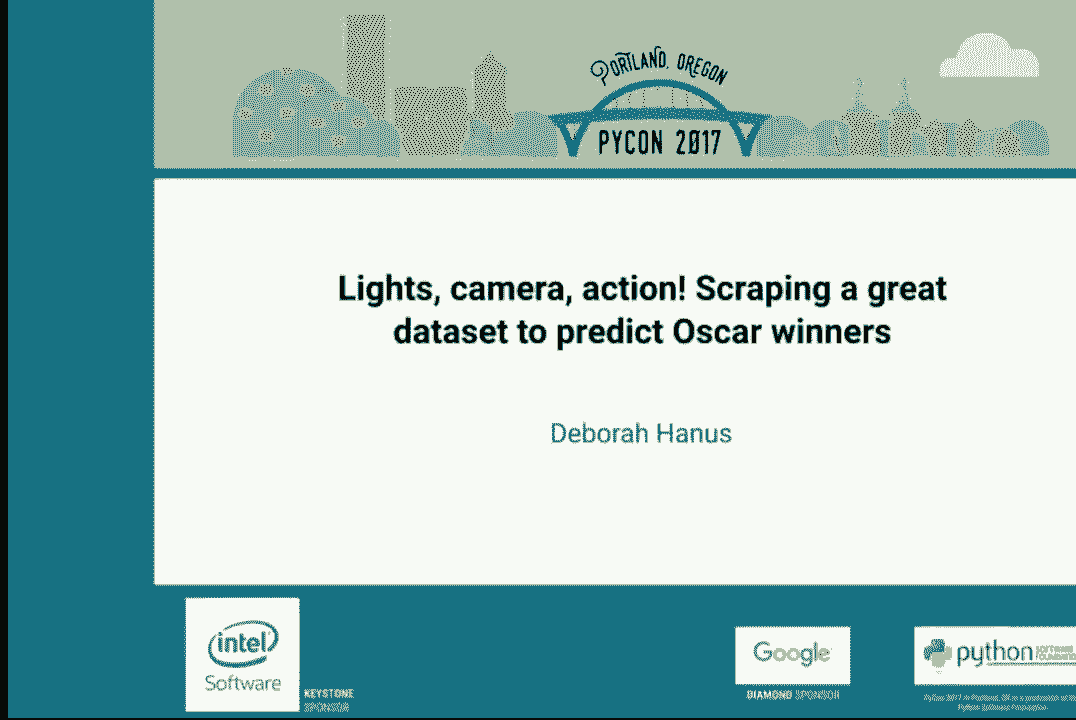 PORTLAND, OREGON
PYCON 2017
Lights, camera, action! Scraping a great
dataset to predict Oscar winners
Deborah Hanus
intel
Software
KEYSTONE
SPONSOR
Google
DIAMOND SPONSOR
python